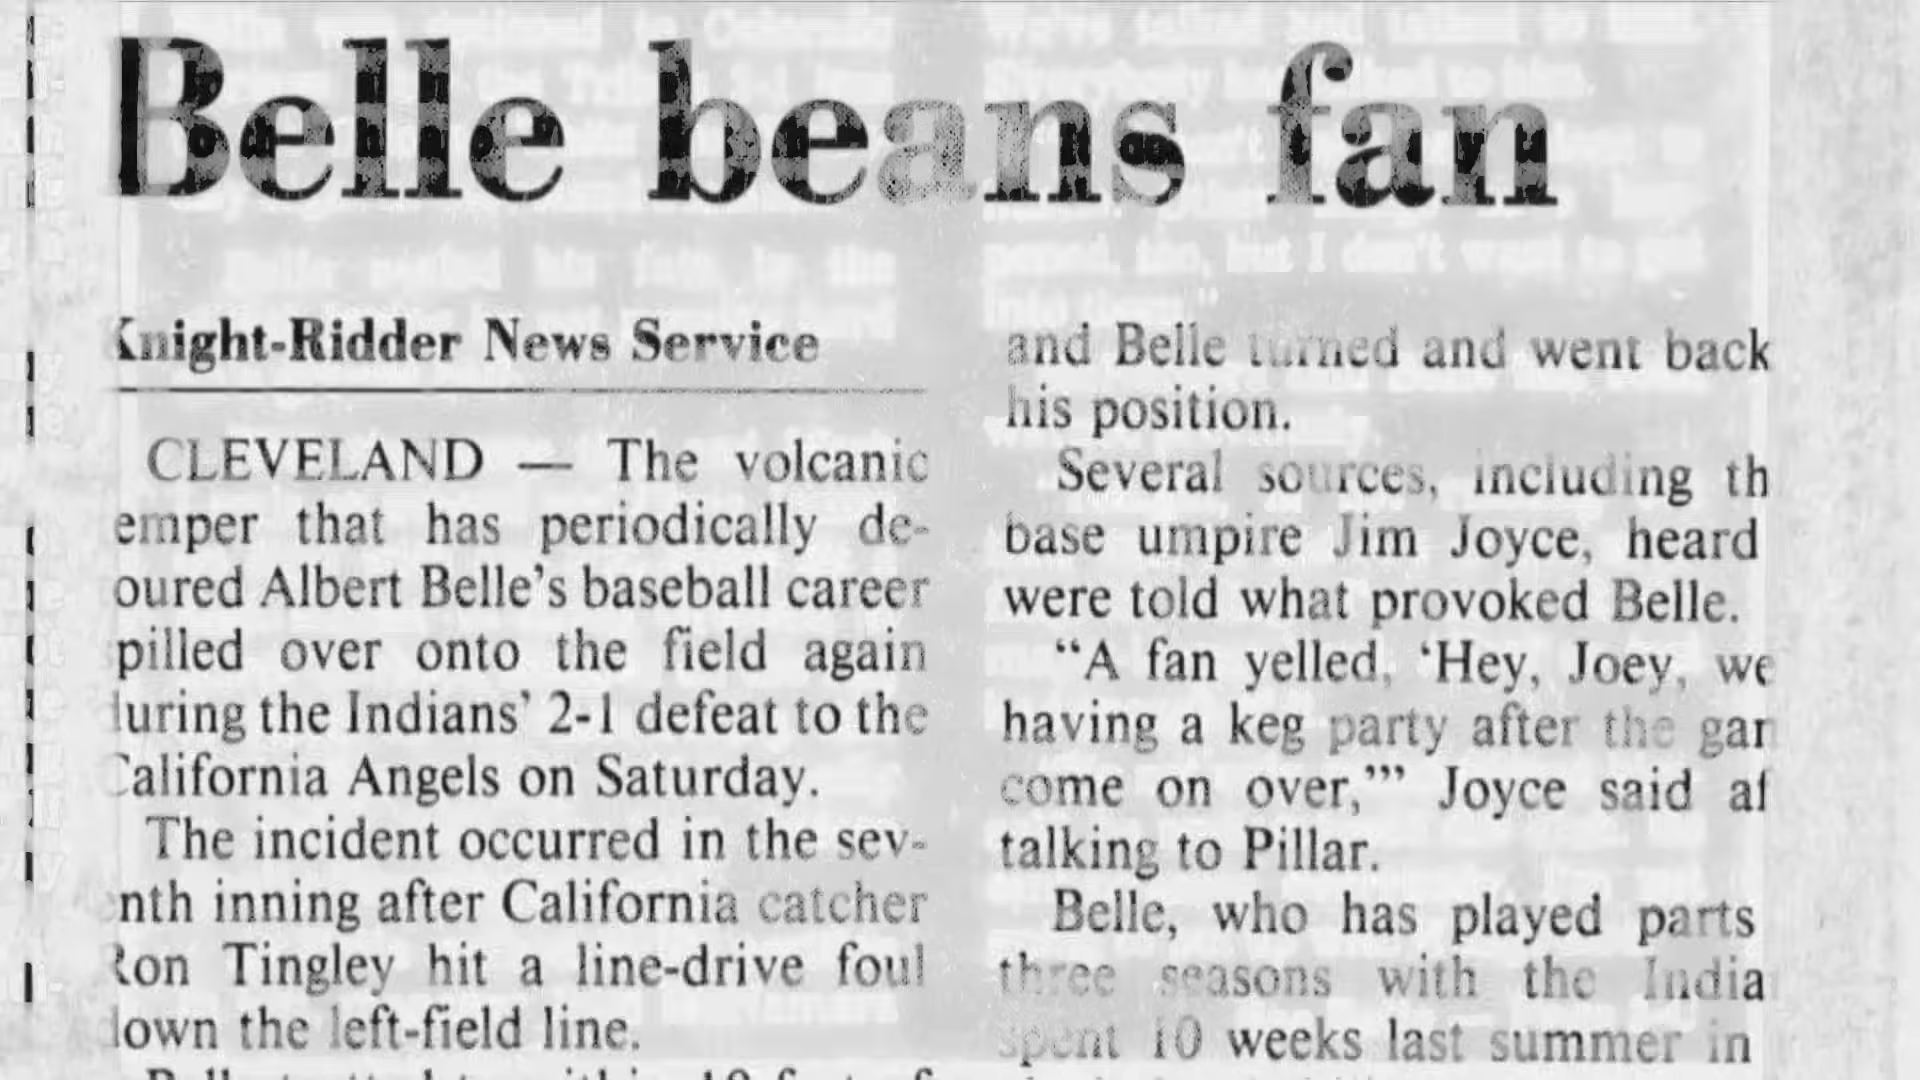 Belle beans fan
Knight-Ridder News Service
CLEVELAND — The volcanic
emper that has periodically de-
oured Albert Belle's baseball career
pilled over onto the field again
luring the Indians' 2-1 defeat to the
California Angels on Saturday.
The incident occurred in the sev-
enth inning after California catcher
Ron Tingley hit a line-drive foul
down the left-field line.
and Belle turned and went back
his position.
Several sources, including th
base umpire Jim Joyce, heard
were told what provoked Belle.
“A fan yelled, ‘Hey, Joey, we
having a keg party after the gar
come on over,’” Joyce said af
talking to Pillar.
Belle, who has played parts
three seasons with the India
spent 10 weeks last summer in